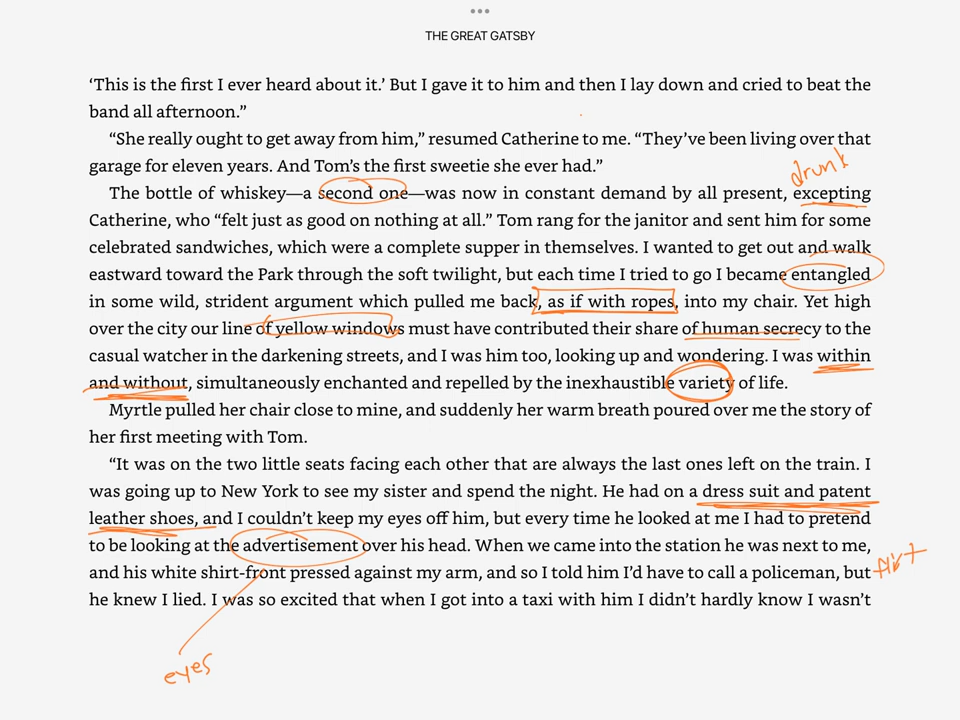 THE GREAT GATSBY
‘This is the first I ever heard about it.’ But I gave it to him and then I lay down and cried to beat the
band all afternoon.”
“She really ought to get away from him,” resumed Catherine to me. “They’ve been living over that
garage for eleven years. And Tom’s the first sweetie she ever had.”
drunk
The bottle of whiskey—a second one—was now in constant demand by all present, excepting
Catherine, who “felt just as good on nothing at all.” Tom rang for the janitor and sent him for some
celebrated sandwiches, which were a complete supper in themselves. I wanted to get out and walk
eastward toward the Park through the soft twilight, but each time I tried to go I became entangled
in some wild, strident argument which pulled me back, as if with ropes, into my chair. Yet high
over the city our line of yellow windows must have contributed their share of human secrecy to the
casual watcher in the darkening streets, and I was him too, looking up and wondering. I was within
and without, simultaneously enchanted and repelled by the inexhaustible variety of life.
Myrtle pulled her chair close to mine, and suddenly her warm breath poured over me the story of
her first meeting with Tom.
“It was on the two little seats facing each other that are always the last ones left on the train. I
was going up to New York to see my sister and spend the night. He had on a dress suit and patent
leather shoes, and I couldn’t keep my eyes off him, but every time he looked at me I had to pretend
to be looking at the advertisement over his head. When we came into the station he was next to me,
and his white shirt-front pressed against my arm, and so I told him I’d have to call a policeman, but
flirt
he knew I lied. I was so excited that when I got into a taxi with him I didn’t hardly know I wasn’t
eyes